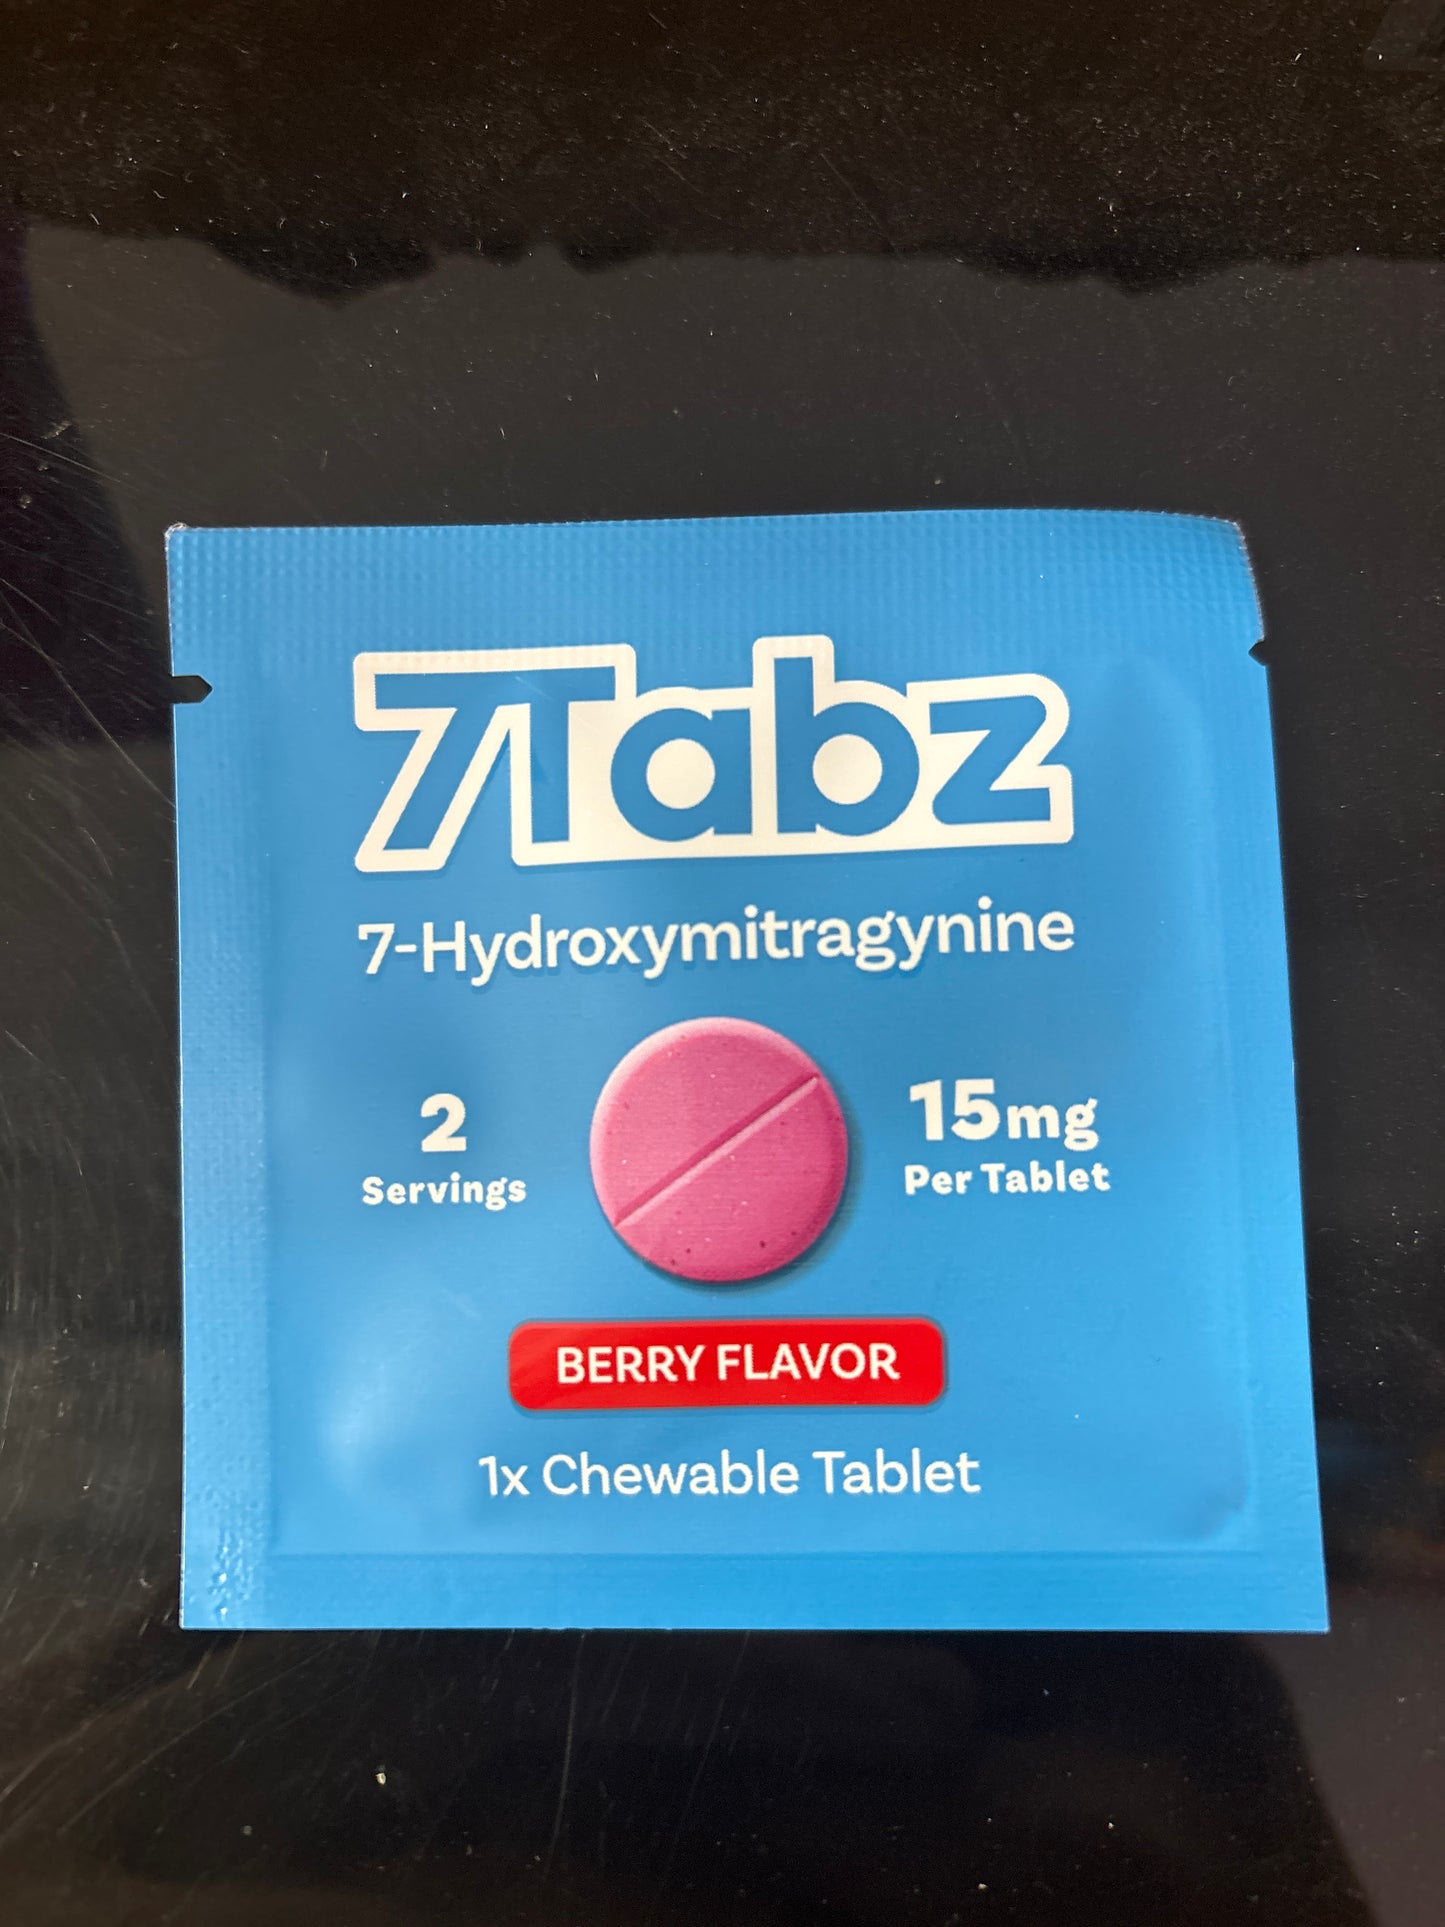 7Tabz
7-Hydroxymitragynine
2
Servings
15mg
Per Tablet
BERRY FLAVOR
1x Chewable Tablet